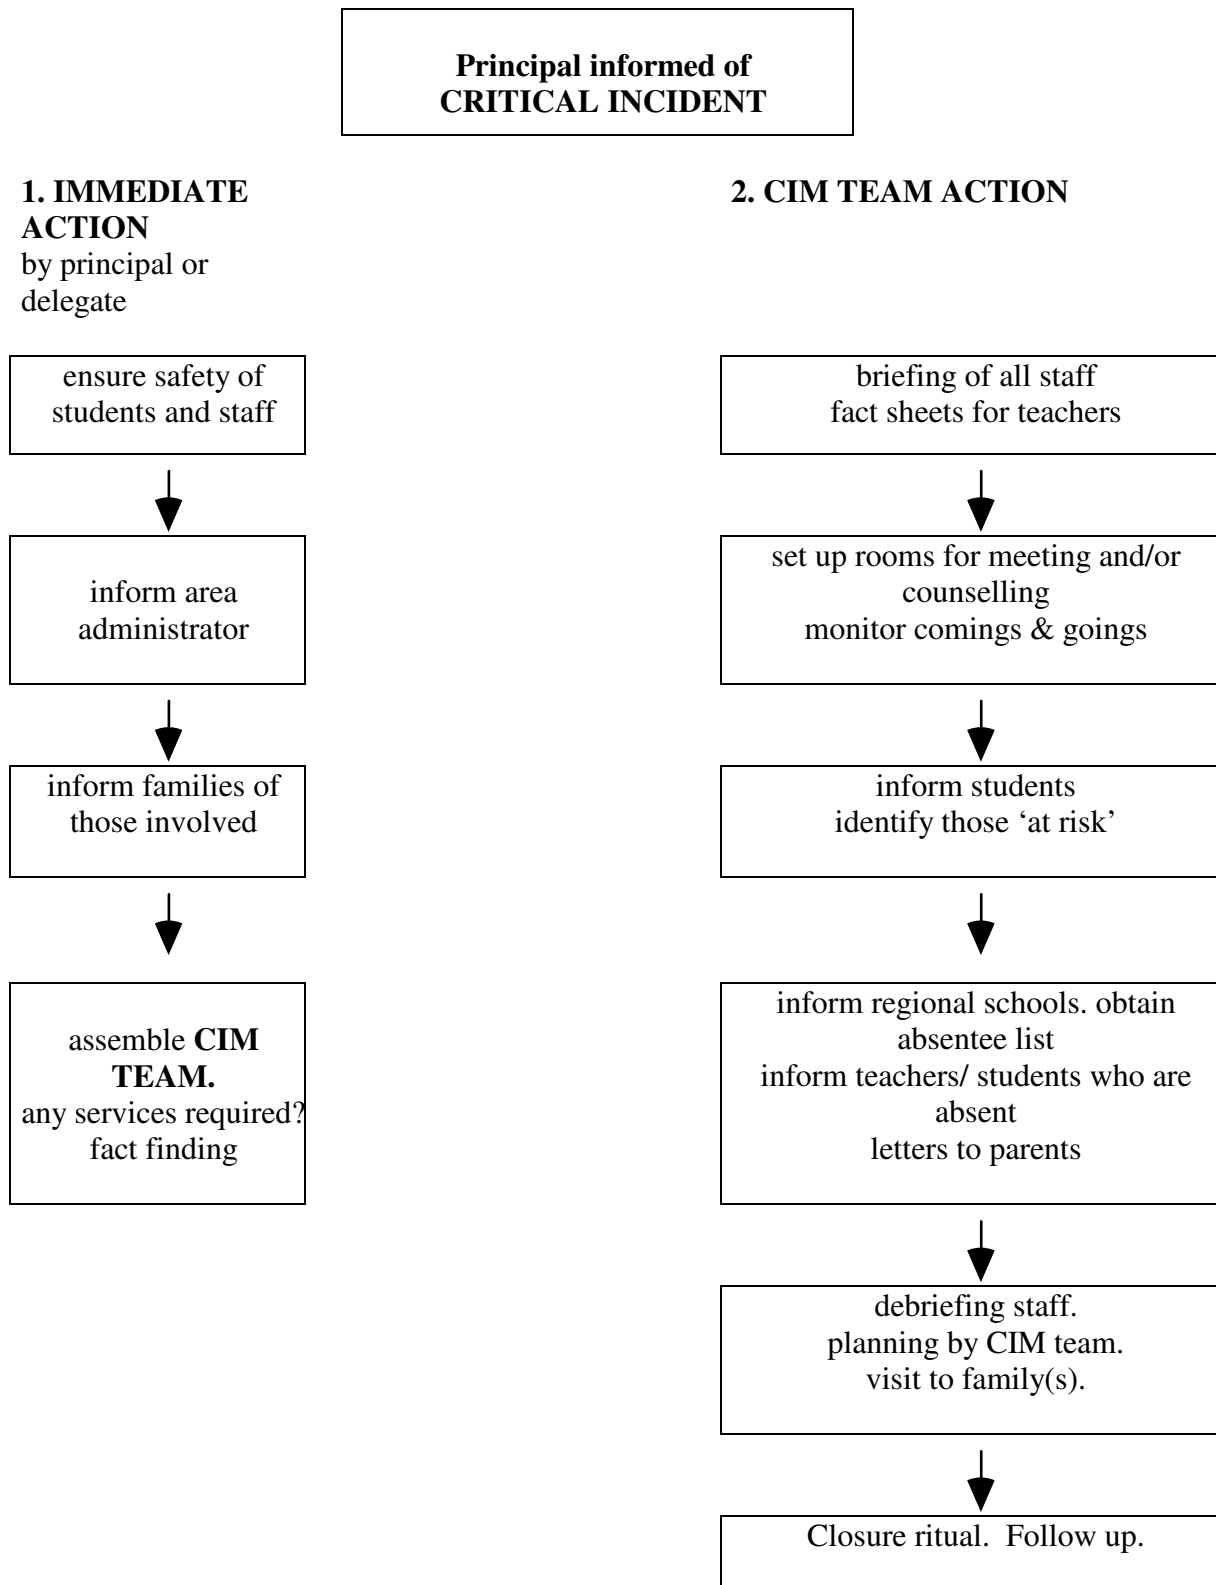 Principal informed of
CRITICAL INCIDENT
1. IMMEDIATE
ACTION
by principal or
delegate
ensure safety of
students and staff
inform area
administrator
inform families of
those involved
assemble CIM
TEAM.
any services required?
fact finding
2. CIM TEAM ACTION
briefing of all staff
fact sheets for teachers
set up rooms for meeting and/or
counselling
monitor comings & goings
inform students
identify those ‘at risk’
inform regional schools. obtain
absentee list
inform teachers/ students who are
absent
letters to parents
debriefing staff.
planning by CIM team.
visit to family(s).
Closure ritual.  Follow up.